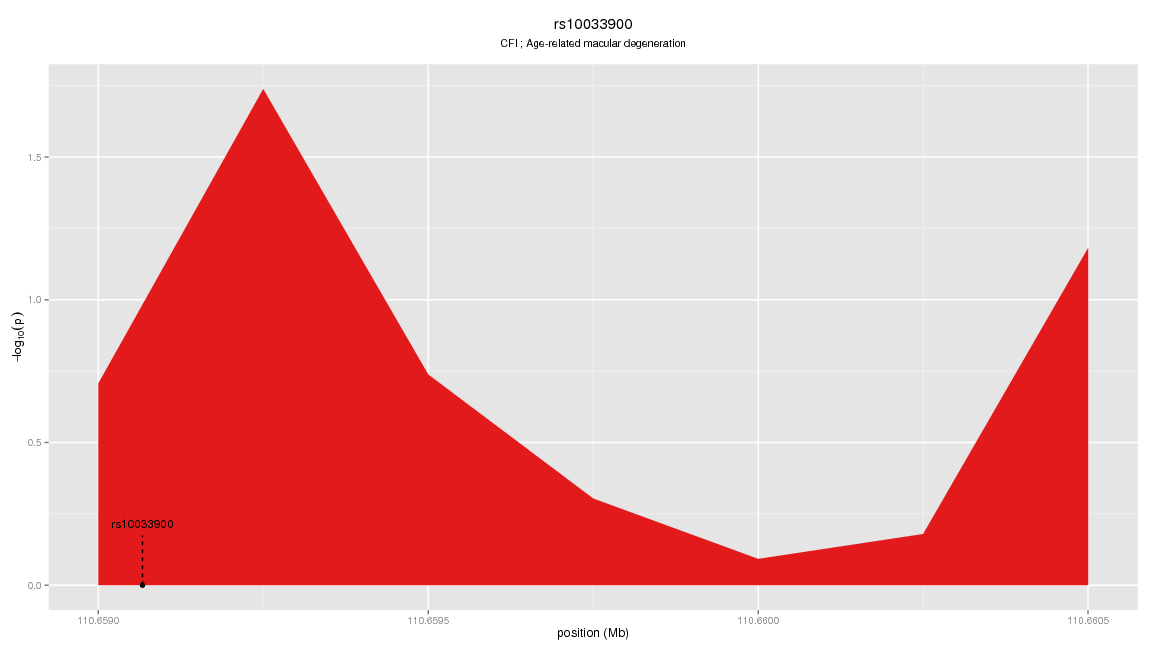 rs10033900
CFI ; Age-related macular degeneration
1.5
1.0
0.5
0.0
-log10(p)
rs10033900
110.6590
110.6595
110.6600
110.6605
position (Mb)